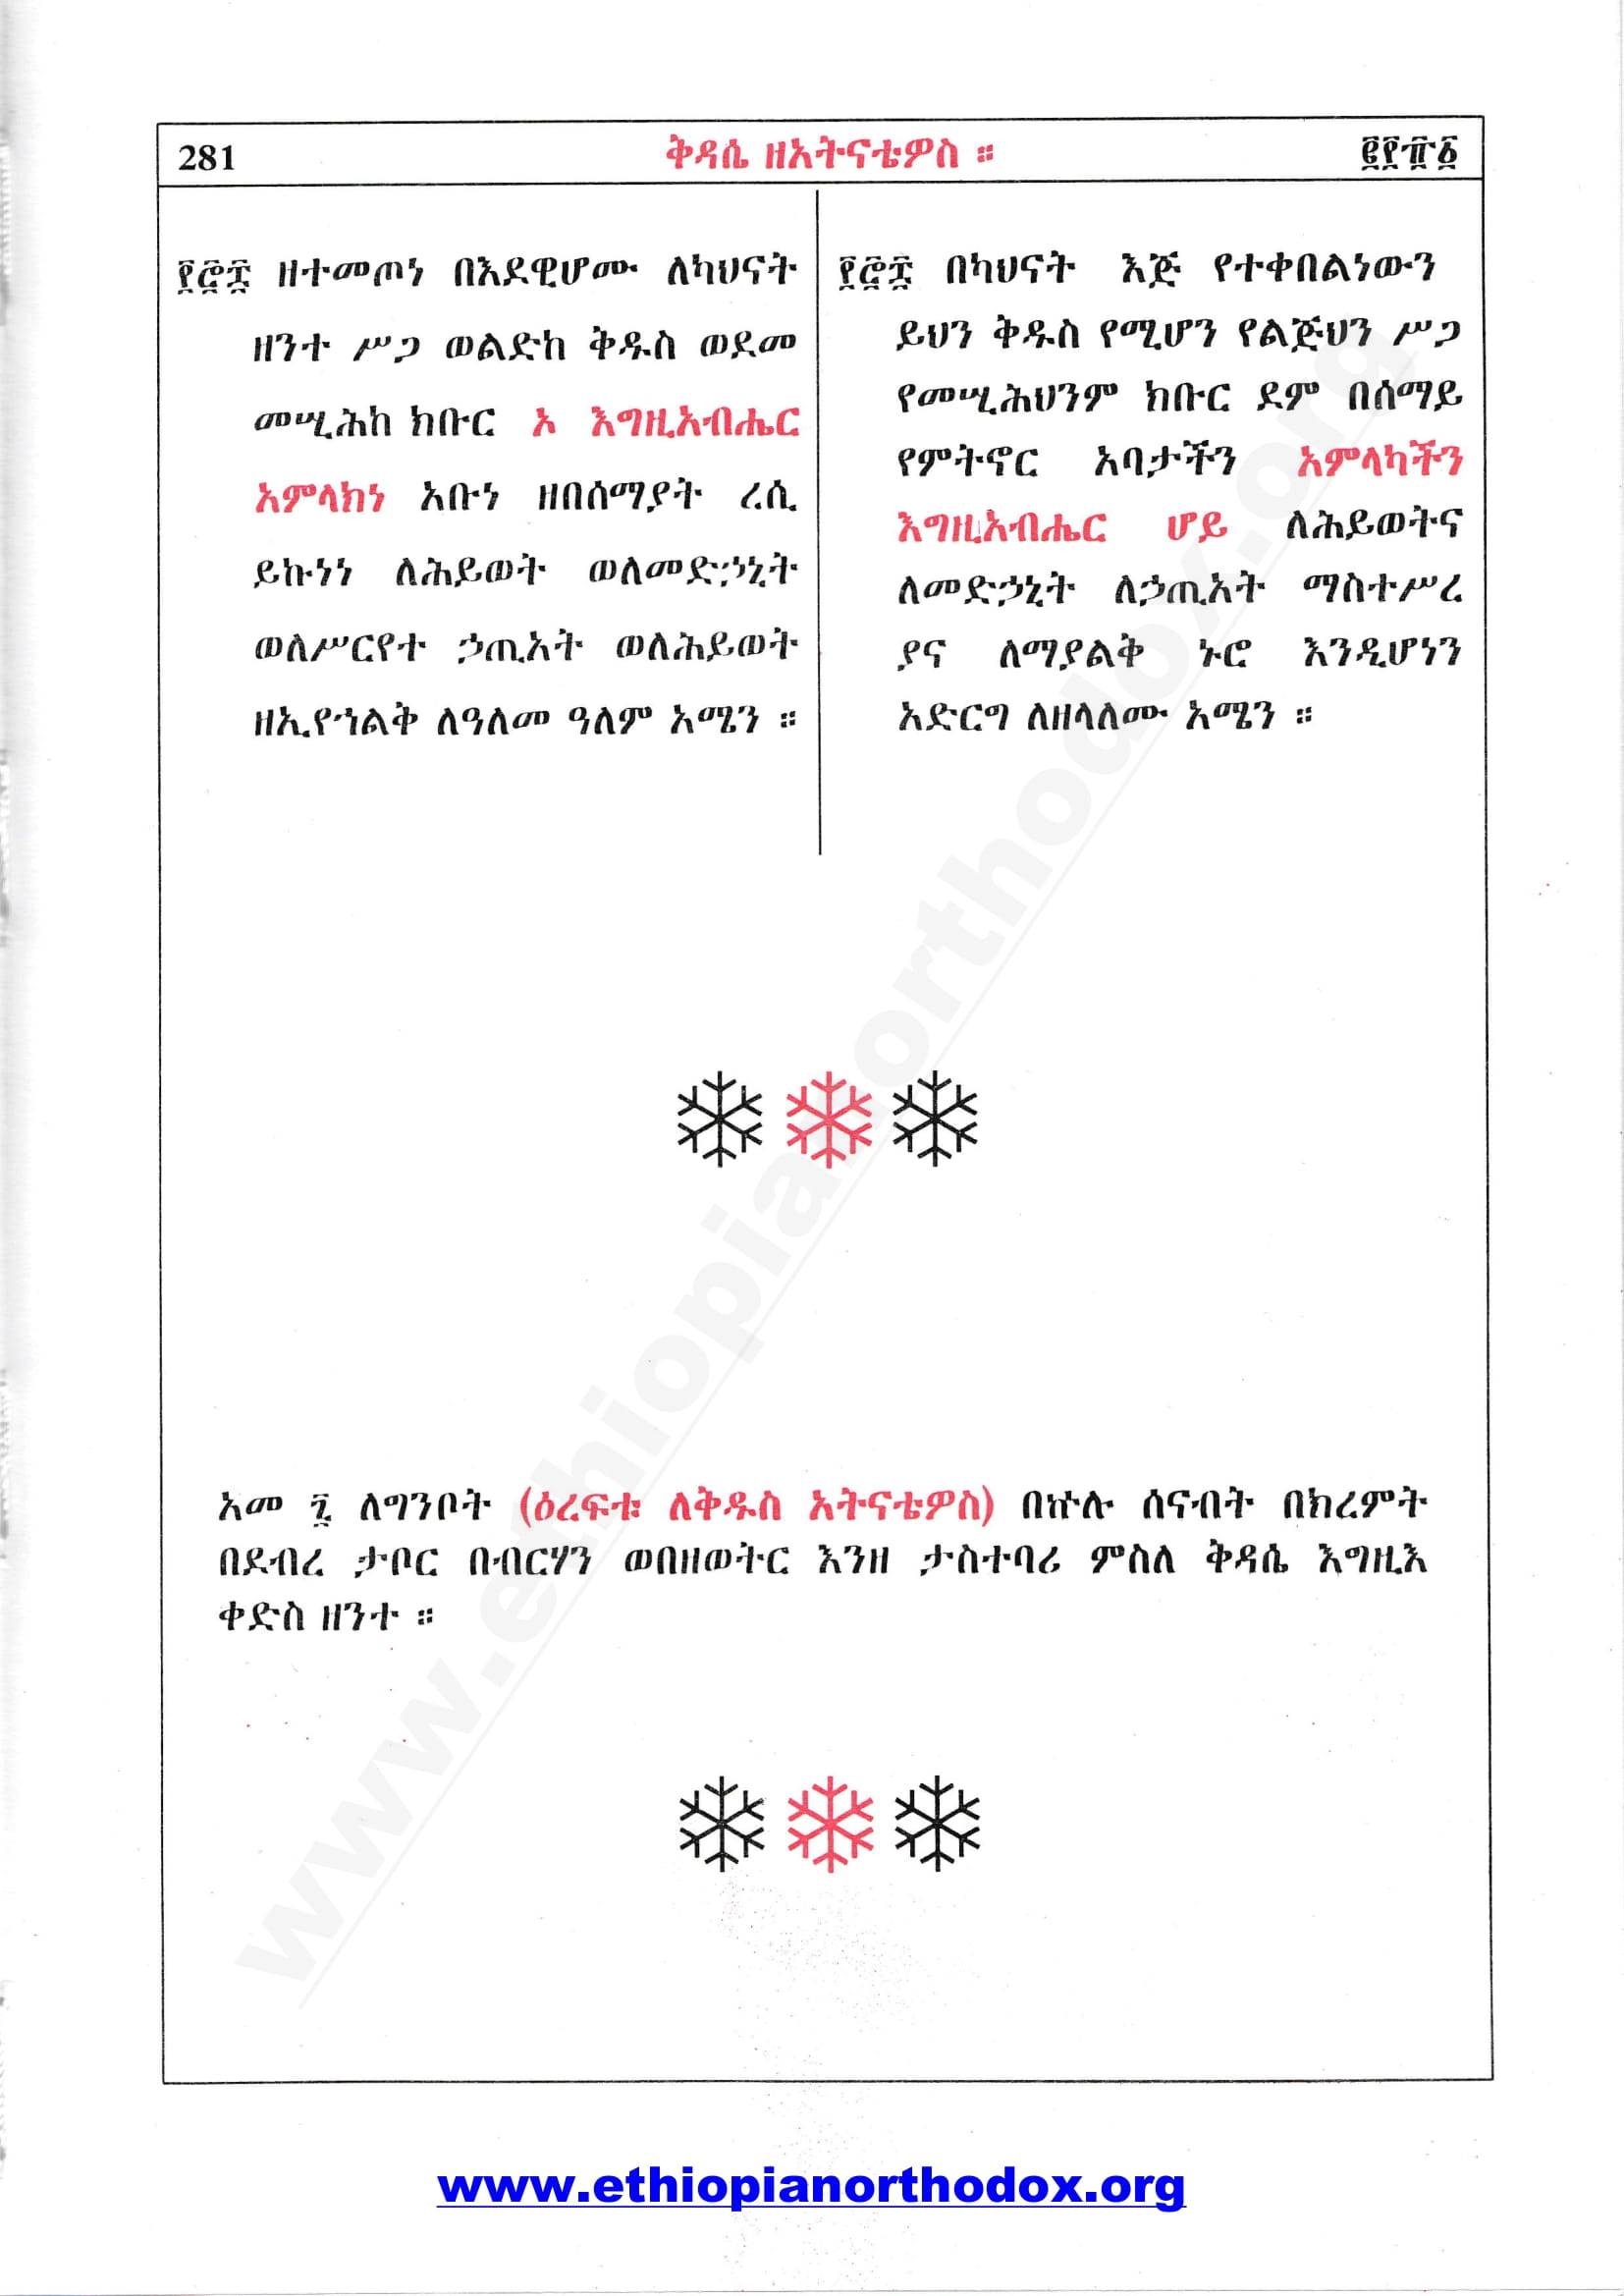 281 ቅዳሴ ዘአትናቴዎስ ። ፪፻፹፩
፻፸፰ ዘተመጦነ በእደዊሆሙ ለካህናት
ዘንተ ሥጋ ወልድከ ቅዱስ ወደመ
መሢሕከ ክቡር ኦ እግዚአብሔር
አምላክነ አቡነ ዘበሰማያት ረሲ
ይኩነነ ለሕይወት ወለመድኃኒት
ወለሥርየተ ኃጢአት ወለሕይወት
ዘኢየኀልቅ ለዓለመ ዓለም አሜን ።
፻፸፰ በካህናት እጅ የተቀበልነውን
ይህን ቅዱስ የሚሆን የልጅህን ሥጋ
የመሢሕህንም ክቡር ደም በሰማይ
የምትኖር አባታችን አምላካችን
እግዚአብሔር ሆይ ለሕይወትና
ለመድኃኒት ለኃጢአት ማስተሥረ
ያና ለማያልቅ ኑሮ እንዲሆነን
አድርግ ለዘላለሙ አሜን ።
አመ ፯ ለግንቦት (ዕረፍቱ ለቅዱስ አትናቴዎስ) በኵሉ ሰናብት በክረምት
በደብረ ታቦር በብርሃን ወበዘወትር እንዘ ታስተባሪ ምስለ ቅዳሴ እግዚእ
ቀድስ ዘንተ ።
www.ethiopianorthodox.org
www.ethiopianorthodox.org